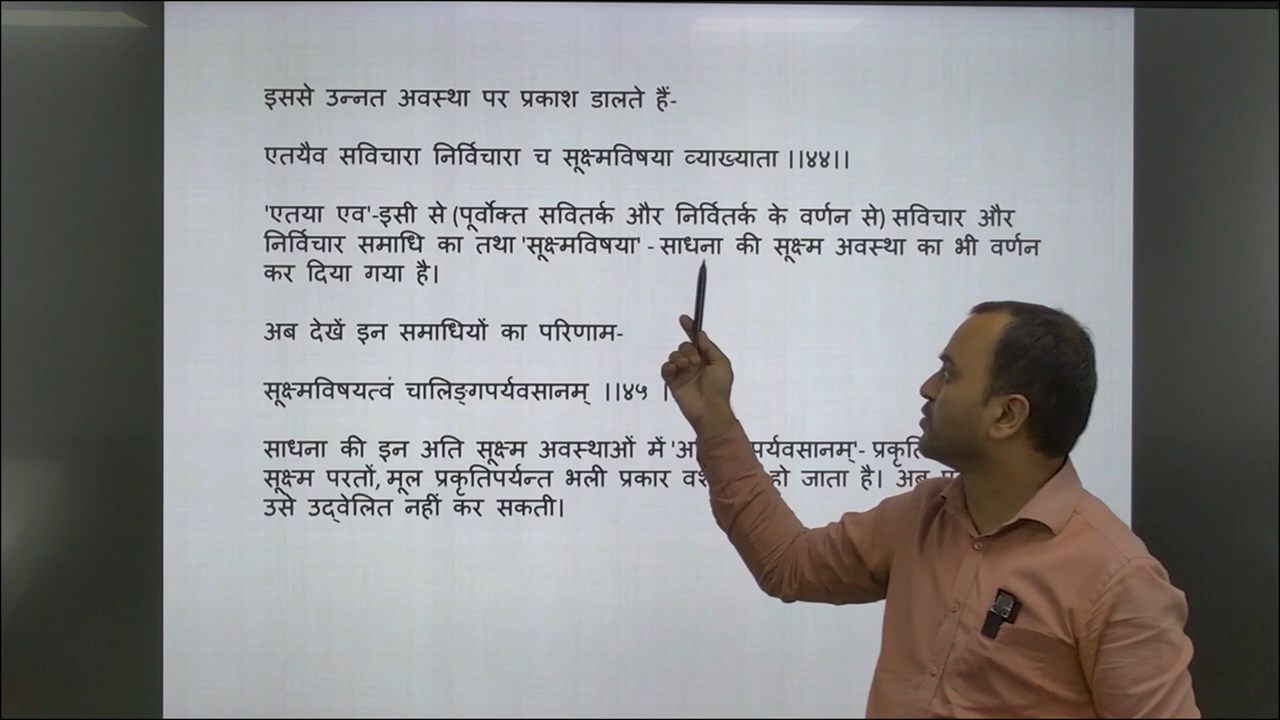 इससे उन्नत अवस्था पर प्रकाश डालते हैं-
एतयैव सविचारा निर्विचारा च सूक्ष्मविषया व्याख्याता ।।४४।।
'एतया एव'-इसी से (पूर्वोक्त सवितर्क और निर्वितर्क के वर्णन से) सविचार और
निर्विचार समाधि का तथा 'सूक्ष्मविषया' - साधना की सूक्ष्म अवस्था का भी वर्णन
कर दिया गया है।
अब देखें इन समाधियों का परिणाम-
सूक्ष्मविषयत्वं चालिङ्गपर्यवसानम् ।।४५ ।
साधना की इन अति सूक्ष्म अवस्थाओं में पर्यवसानम्'-
सूक्ष्म परतों, मूल प्रकृतिपर्यन्त भली प्रकार हो जाता है। अब
उसे उद्वेलित नहीं कर सकती।